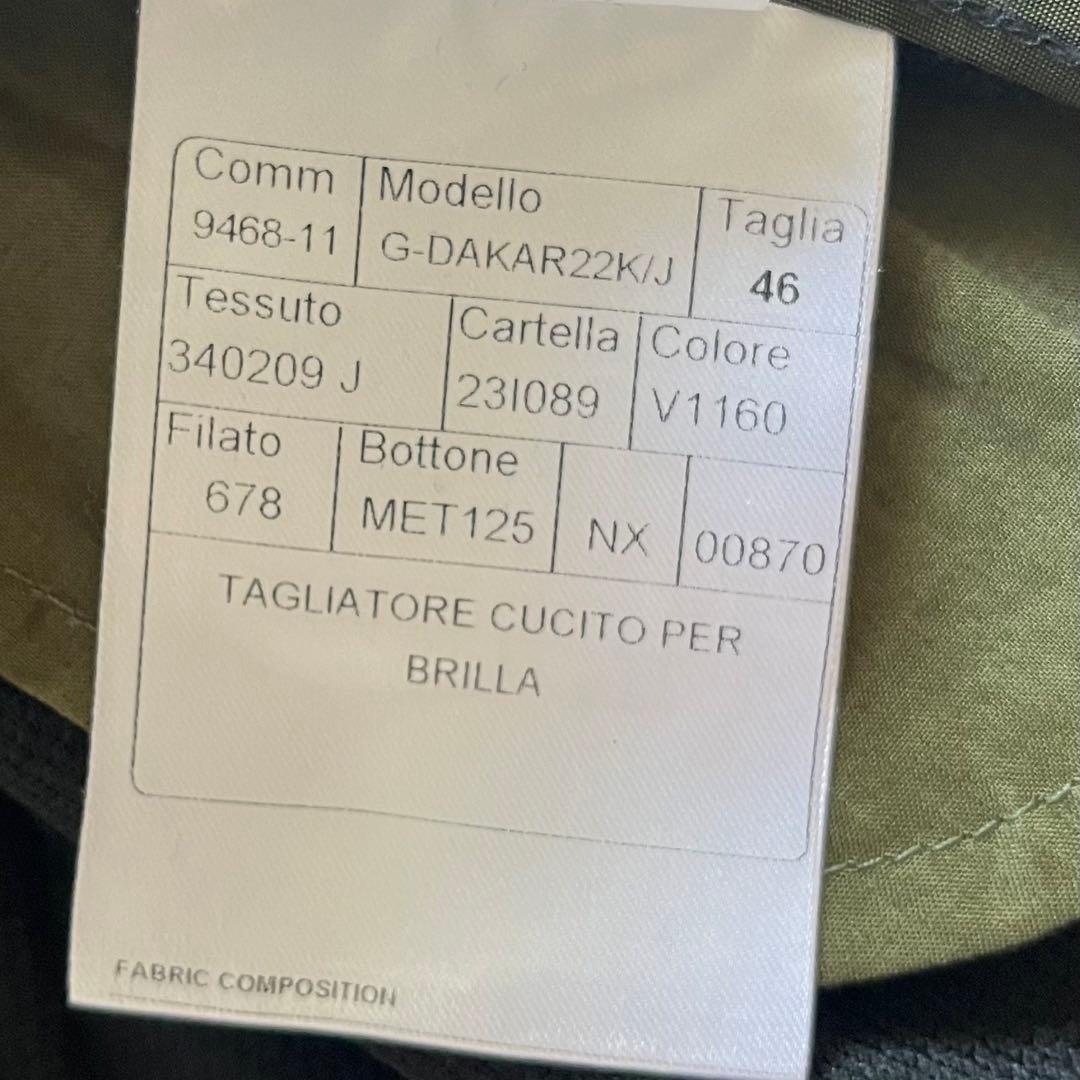 Comm Modello Taglia
9468-11 G-DAKAR22K/J 46
Tessuto Cartella Colore
340209 J 23I089 V1160
Filato Bottone
678 MET125 NX 00870
TAGLIATORE CUCITO PER
BRILLA
FABRIC COMPOSITION